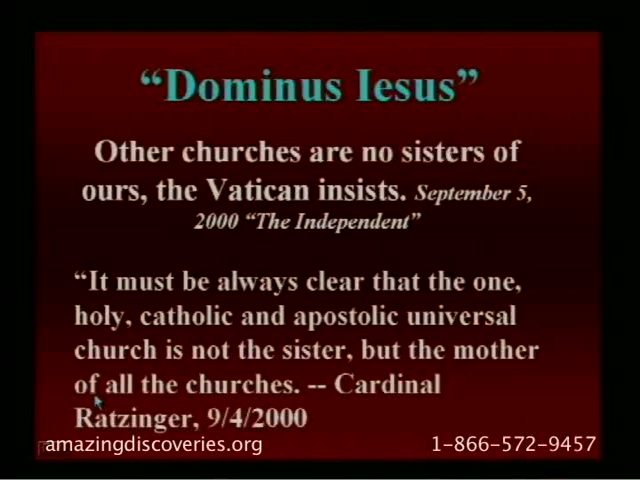 “Dominus Iesus”
Other churches are no sisters of
ours, the Vatican insists. September 5,
2000 “The Independent”
“It must be always clear that the one,
holy, catholic and apostolic universal
church is not the sister, but the mother
of all the churches. -- Cardinal
Ratzinger, 9/4/2000
amazingdiscoveries.org 1-866-572-9457